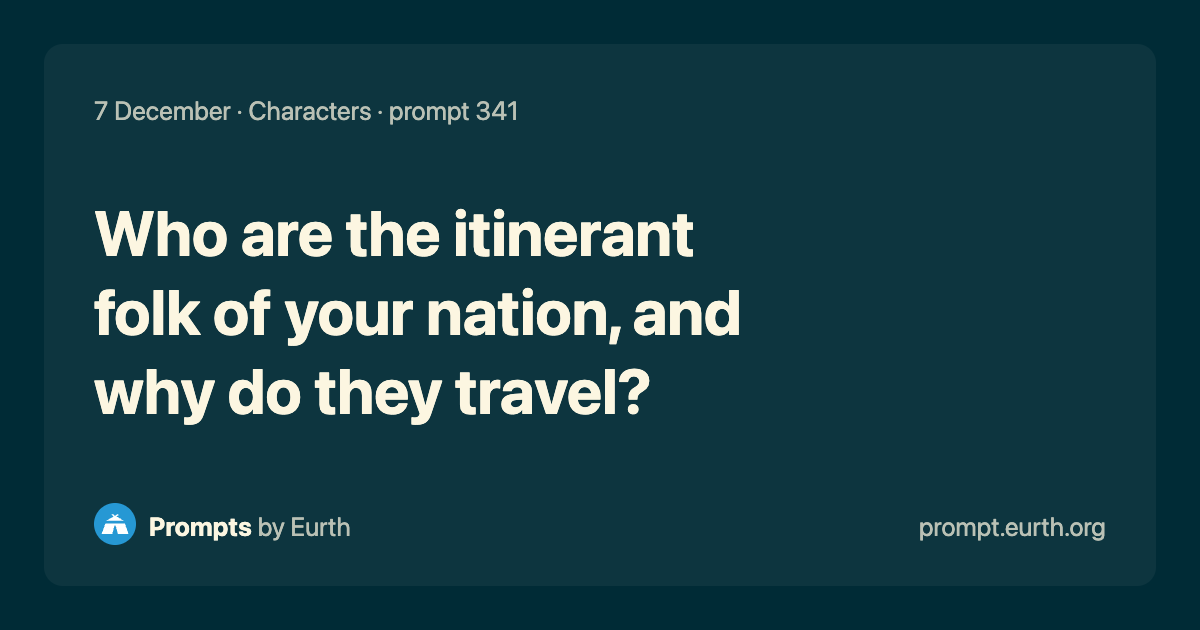 7 December · Characters · prompt 341
Who are the itinerant
folk of your nation, and
why do they travel?
Prompts by Eurth
prompt.eurth.org